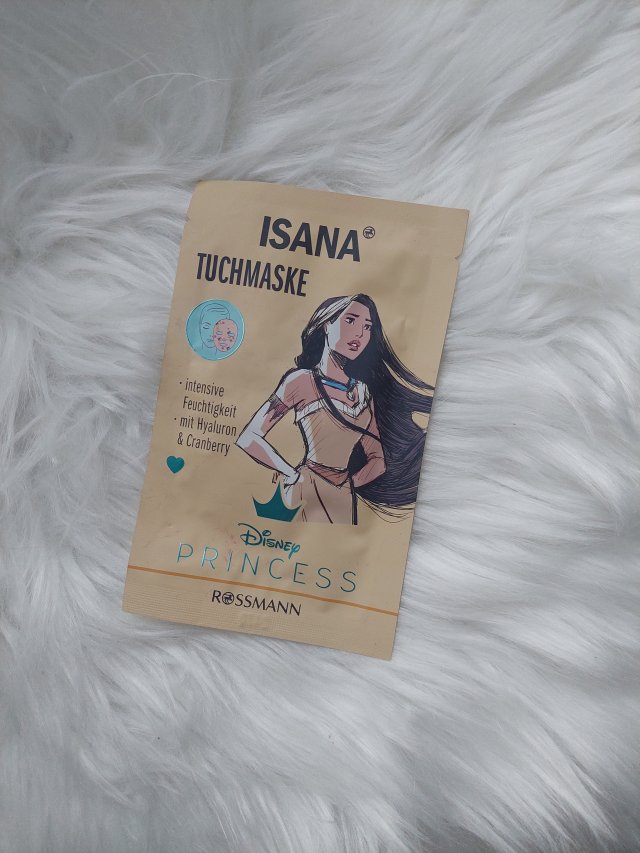 ISANA
TUCHMASKE
· intensive
Feuchtigkeit
· mit Hyaluron
& Cranberry
Disney
PRINCESS
ROSSMANN